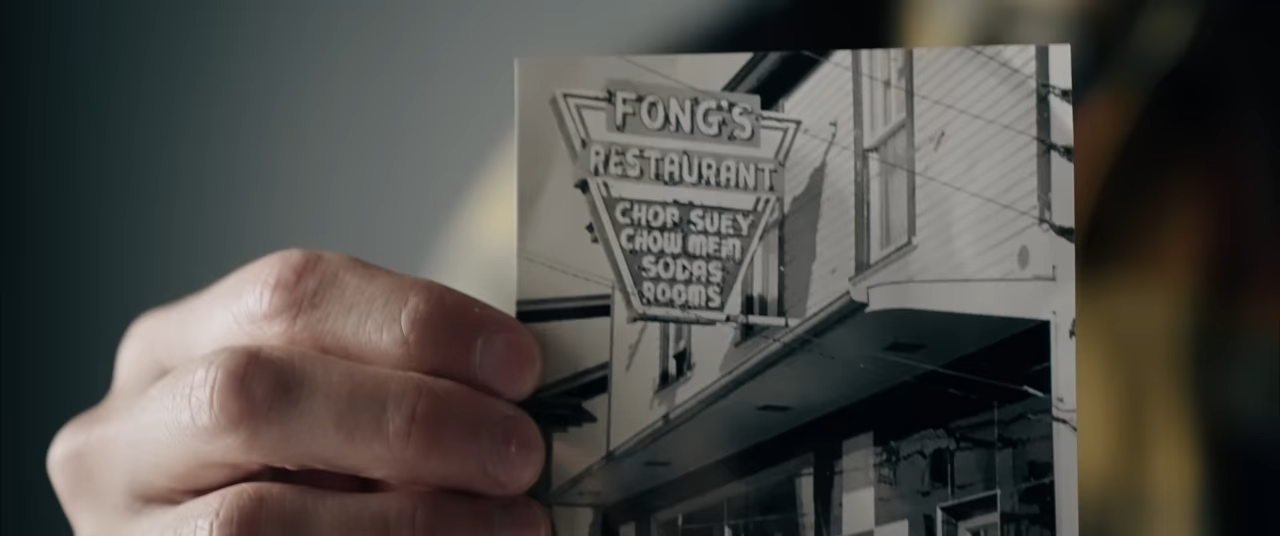 FONG'S
RESTAURANT
CHOP SUEY
CHOW MEIN
SODAS
ROOMS